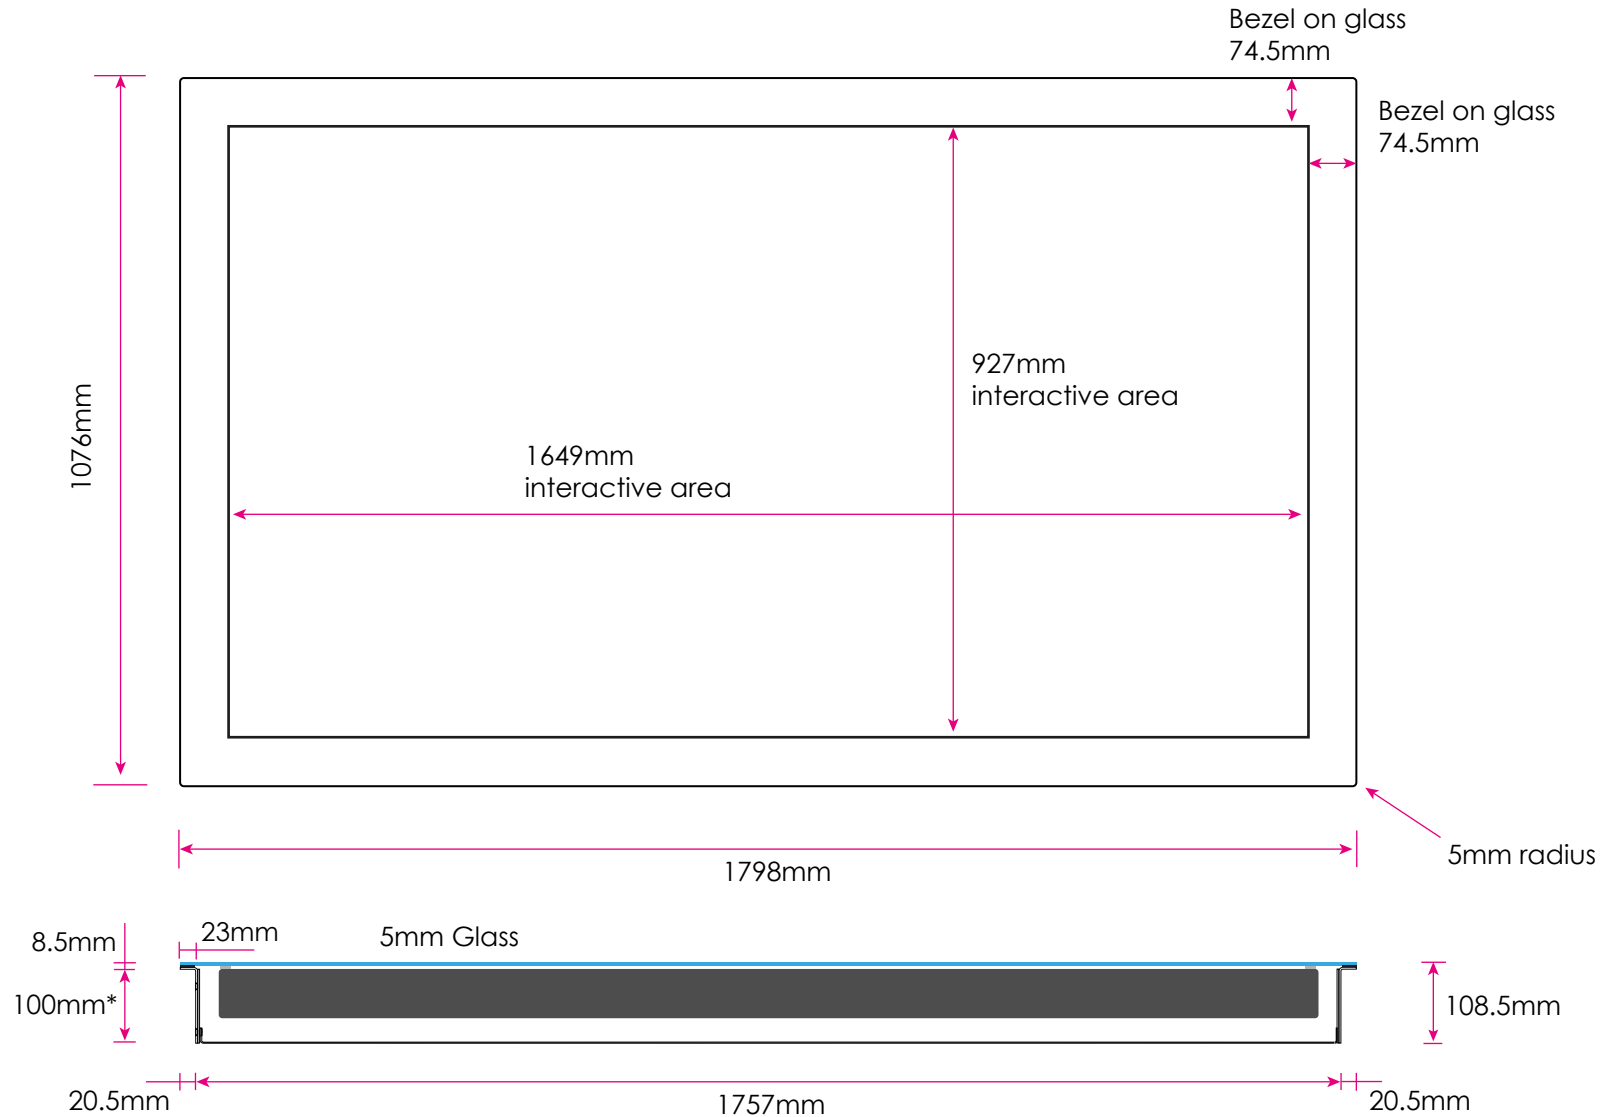 Bezel on glass
74.5mm
Bezel on glass
74.5mm
927mm
interactive area
1076mm
1649mm
interactive area
5mm radius
1798mm
8.5mm
23mm
5mm Glass
100mm*
108.5mm
20.5mm
1757mm
20.5mm